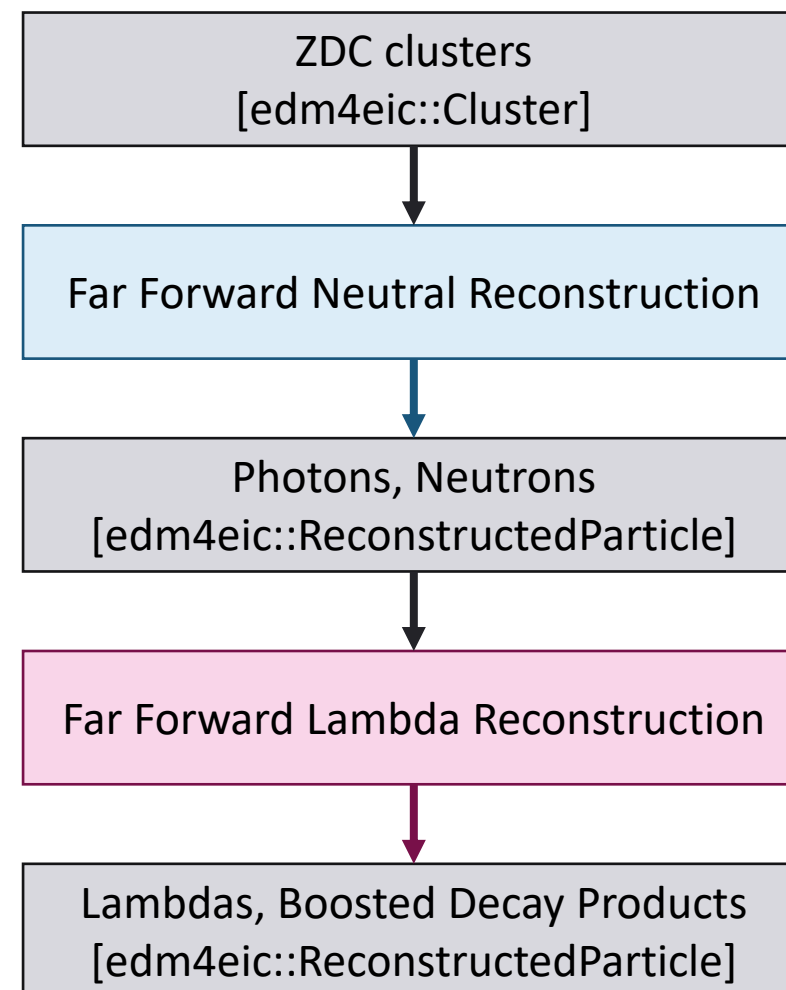 ZDC clusters
[edm4eic::Cluster]
Far Forward Neutral Reconstruction
Photons, Neutrons
[edm4eic::ReconstructedParticle]
Far Forward Lambda Reconstruction
Lambdas, Boosted Decay Products
[edm4eic::ReconstructedParticle]